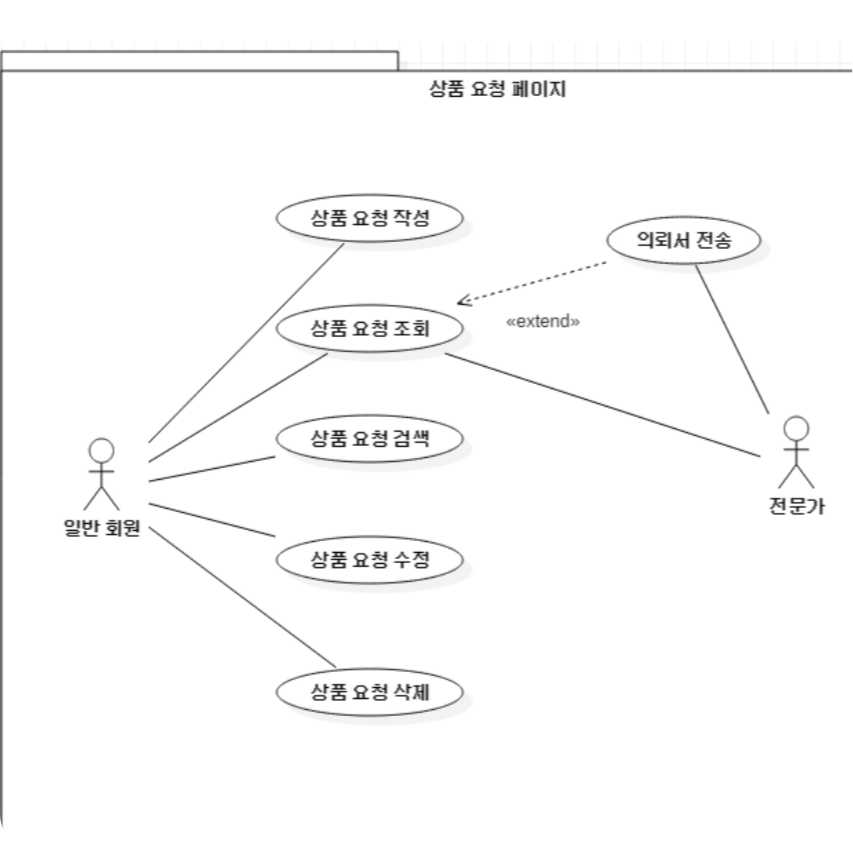 상품 요청 페이지
상품 요청 작성
의뢰서 전송
상품 요청 조회
«extend»
상품 요청 검색
전문가
일반 회원
상품 요청 수정
상품 요청 삭제